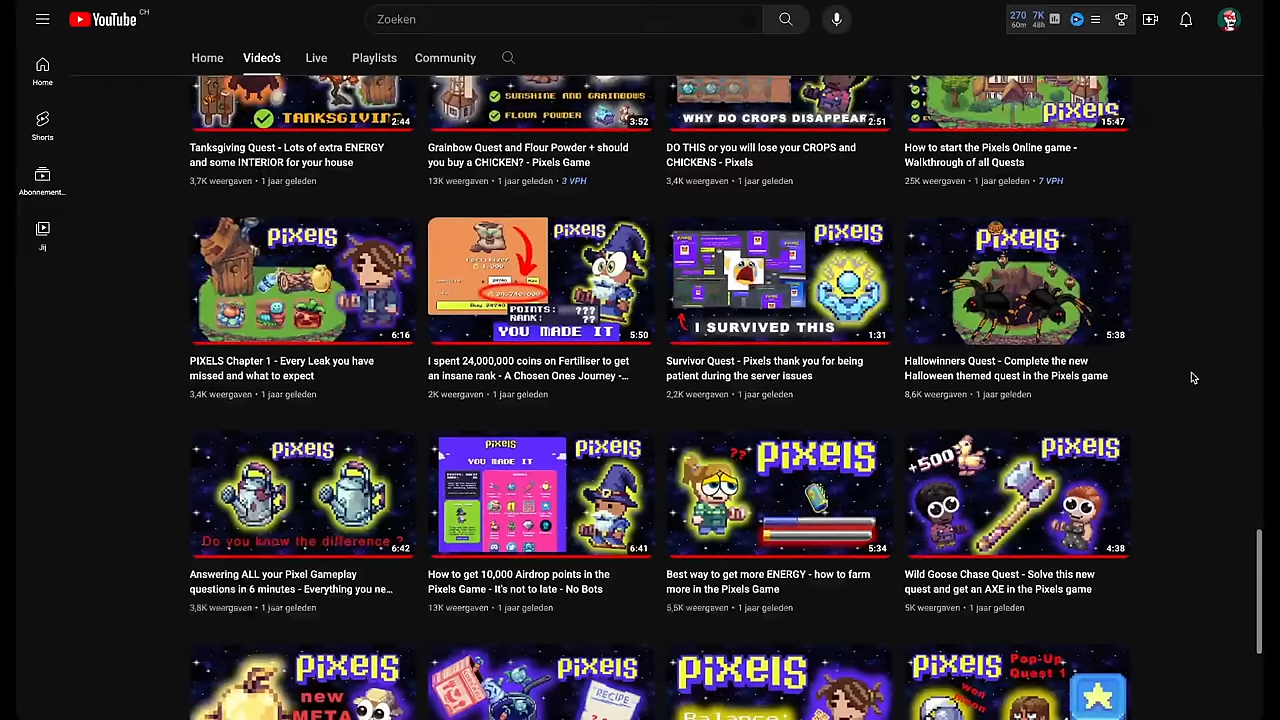 YouTube CH
Zoeken
270 7K
60m 48h
Home Video's Live Playlists Community
Home
Shorts
Abonnement...
Jij
TANKSGIVING
2:44
SUNSHINE AND GRAINBOWS
FLOUR POWDER
3:52
WHY DO CROPS DISAPPEAR
2:51
PIXELS
15:47
Tanksgiving Quest - Lots of extra ENERGY
and some INTERIOR for your house
3,7K weergaven • 1 jaar geleden
Grainbow Quest and Flour Powder + should
you buy a CHICKEN? - Pixels Game
13K weergaven • 1 jaar geleden • 3 VPH
DO THIS or you will lose your CROPS and
CHICKENS - Pixels
3,4K weergaven • 1 jaar geleden
How to start the Pixels Online game -
Walkthrough of all Quests
25K weergaven • 1 jaar geleden • 7 VPH
PIXELS
6:16
Fertilizer
Buy 24740
PIXELS
POINTS: ???
RANK: ??
YOU MADE IT
5:50
PIXELS
I SURVIVED THIS
1:31
PIXELS
5:38
PIXELS Chapter 1 - Every Leak you have
missed and what to expect
3,4K weergaven • 1 jaar geleden
I spent 24,000,000 coins on Fertiliser to get
an insane rank - A Chosen Ones Journey -...
2K weergaven • 1 jaar geleden
Survivor Quest - Pixels thank you for being
patient during the server issues
2,2K weergaven • 1 jaar geleden
Hallowinners Quest - Complete the new
Halloween themed quest in the Pixels game
8,6K weergaven • 1 jaar geleden
PIXELS
Do you know the difference ?
6:42
PIXELS
YOU MADE IT
PIXELS
6:41
??
PIXELS
5:34
+500
PIXELS
4:38
Answering ALL your Pixel Gameplay
questions in 6 minutes - Everything you ne...
3,8K weergaven • 1 jaar geleden
How to get 10,000 Airdrop points in the
Pixels Game - It's not to late - No Bots
13K weergaven • 1 jaar geleden
Best way to get more ENERGY - how to farm
more in the Pixels Game
5,5K weergaven • 1 jaar geleden
Wild Goose Chase Quest - Solve this new
quest and get an AXE in the Pixels game
5K weergaven • 1 jaar geleden
PIXELS
new
META
PIXELS
RECIPE
PIXELS
Balance:
PIXELS
Pop-Up
Quest 1
wen